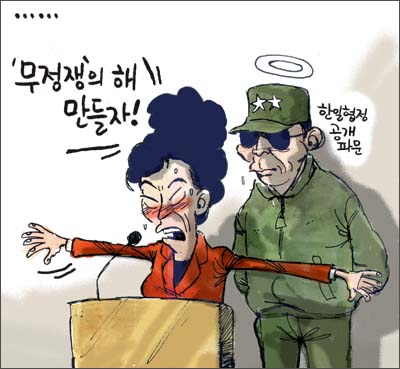 ......
'무정쟁'의 해
만들자!
한일협정
공개
파문